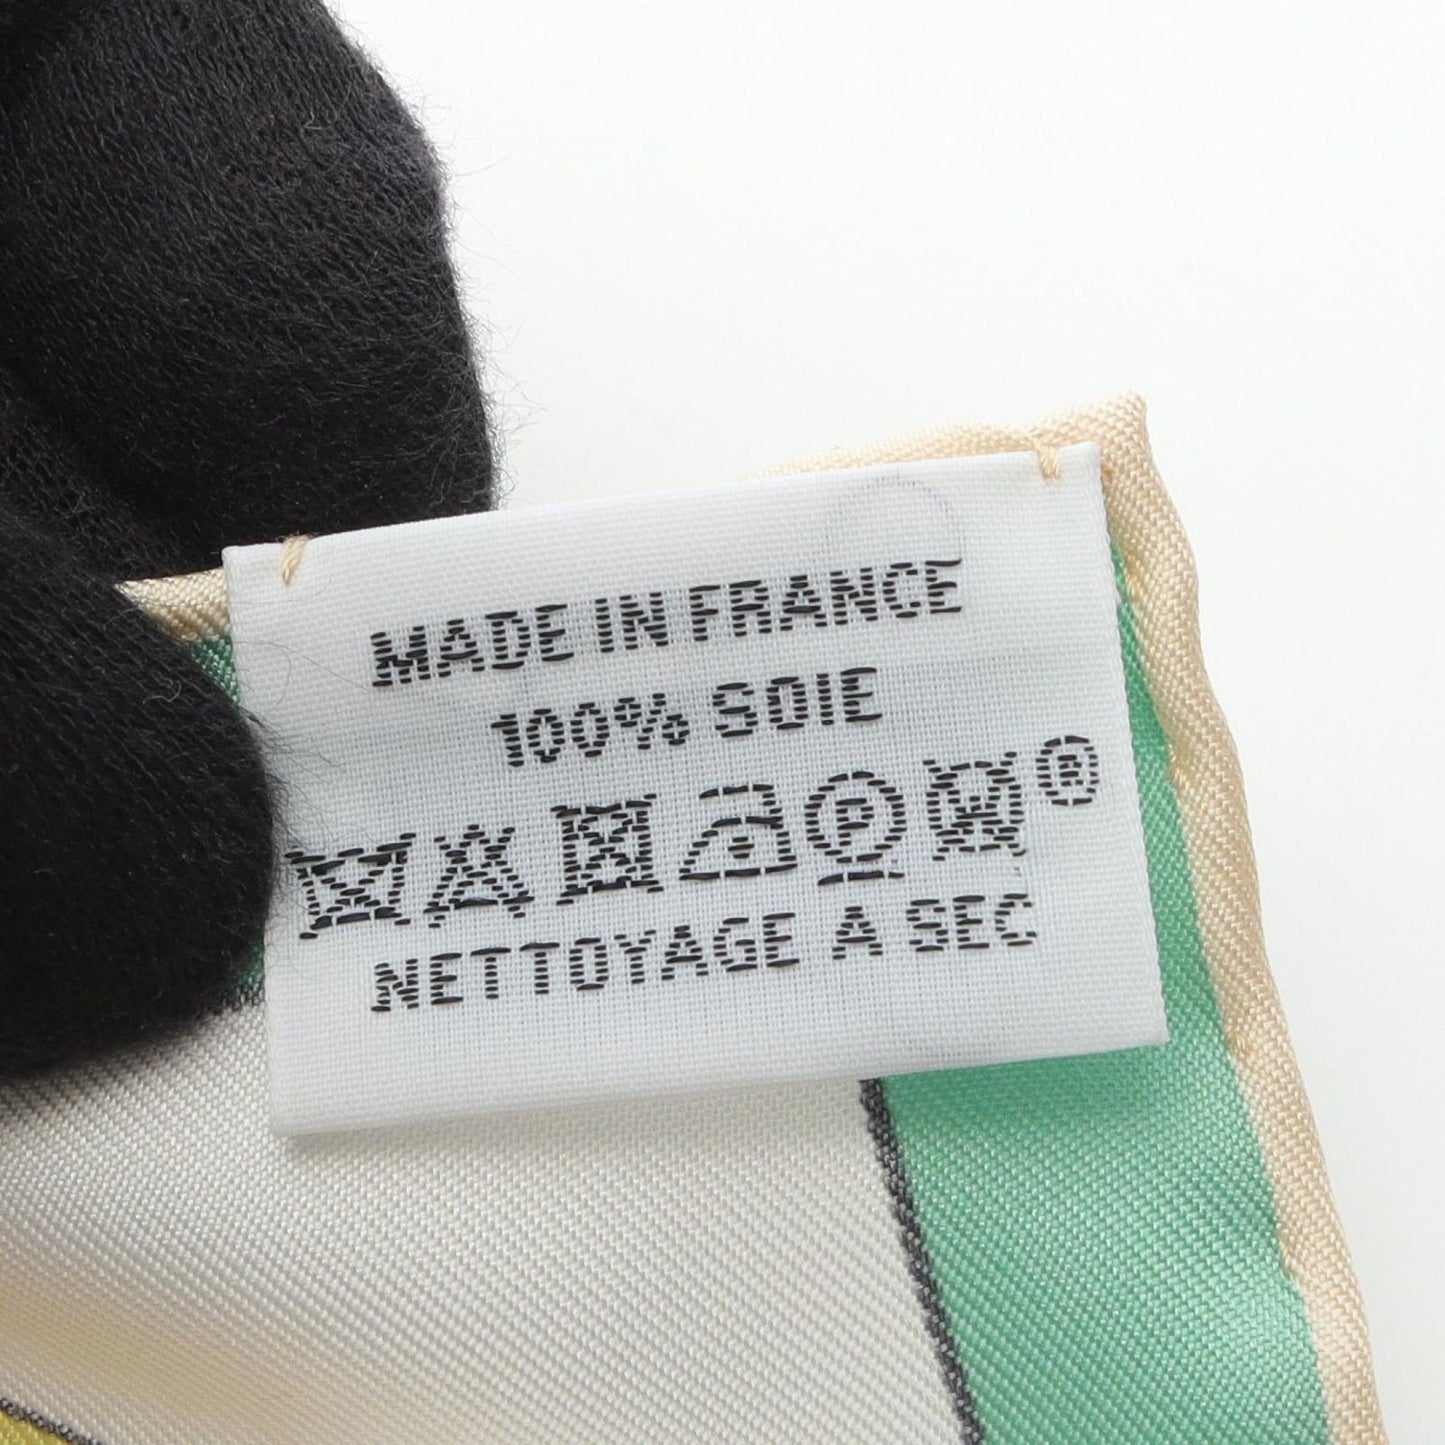 MADE IN FRANCE
100% SOIE
P W ®
NETTOYAGE A SEC